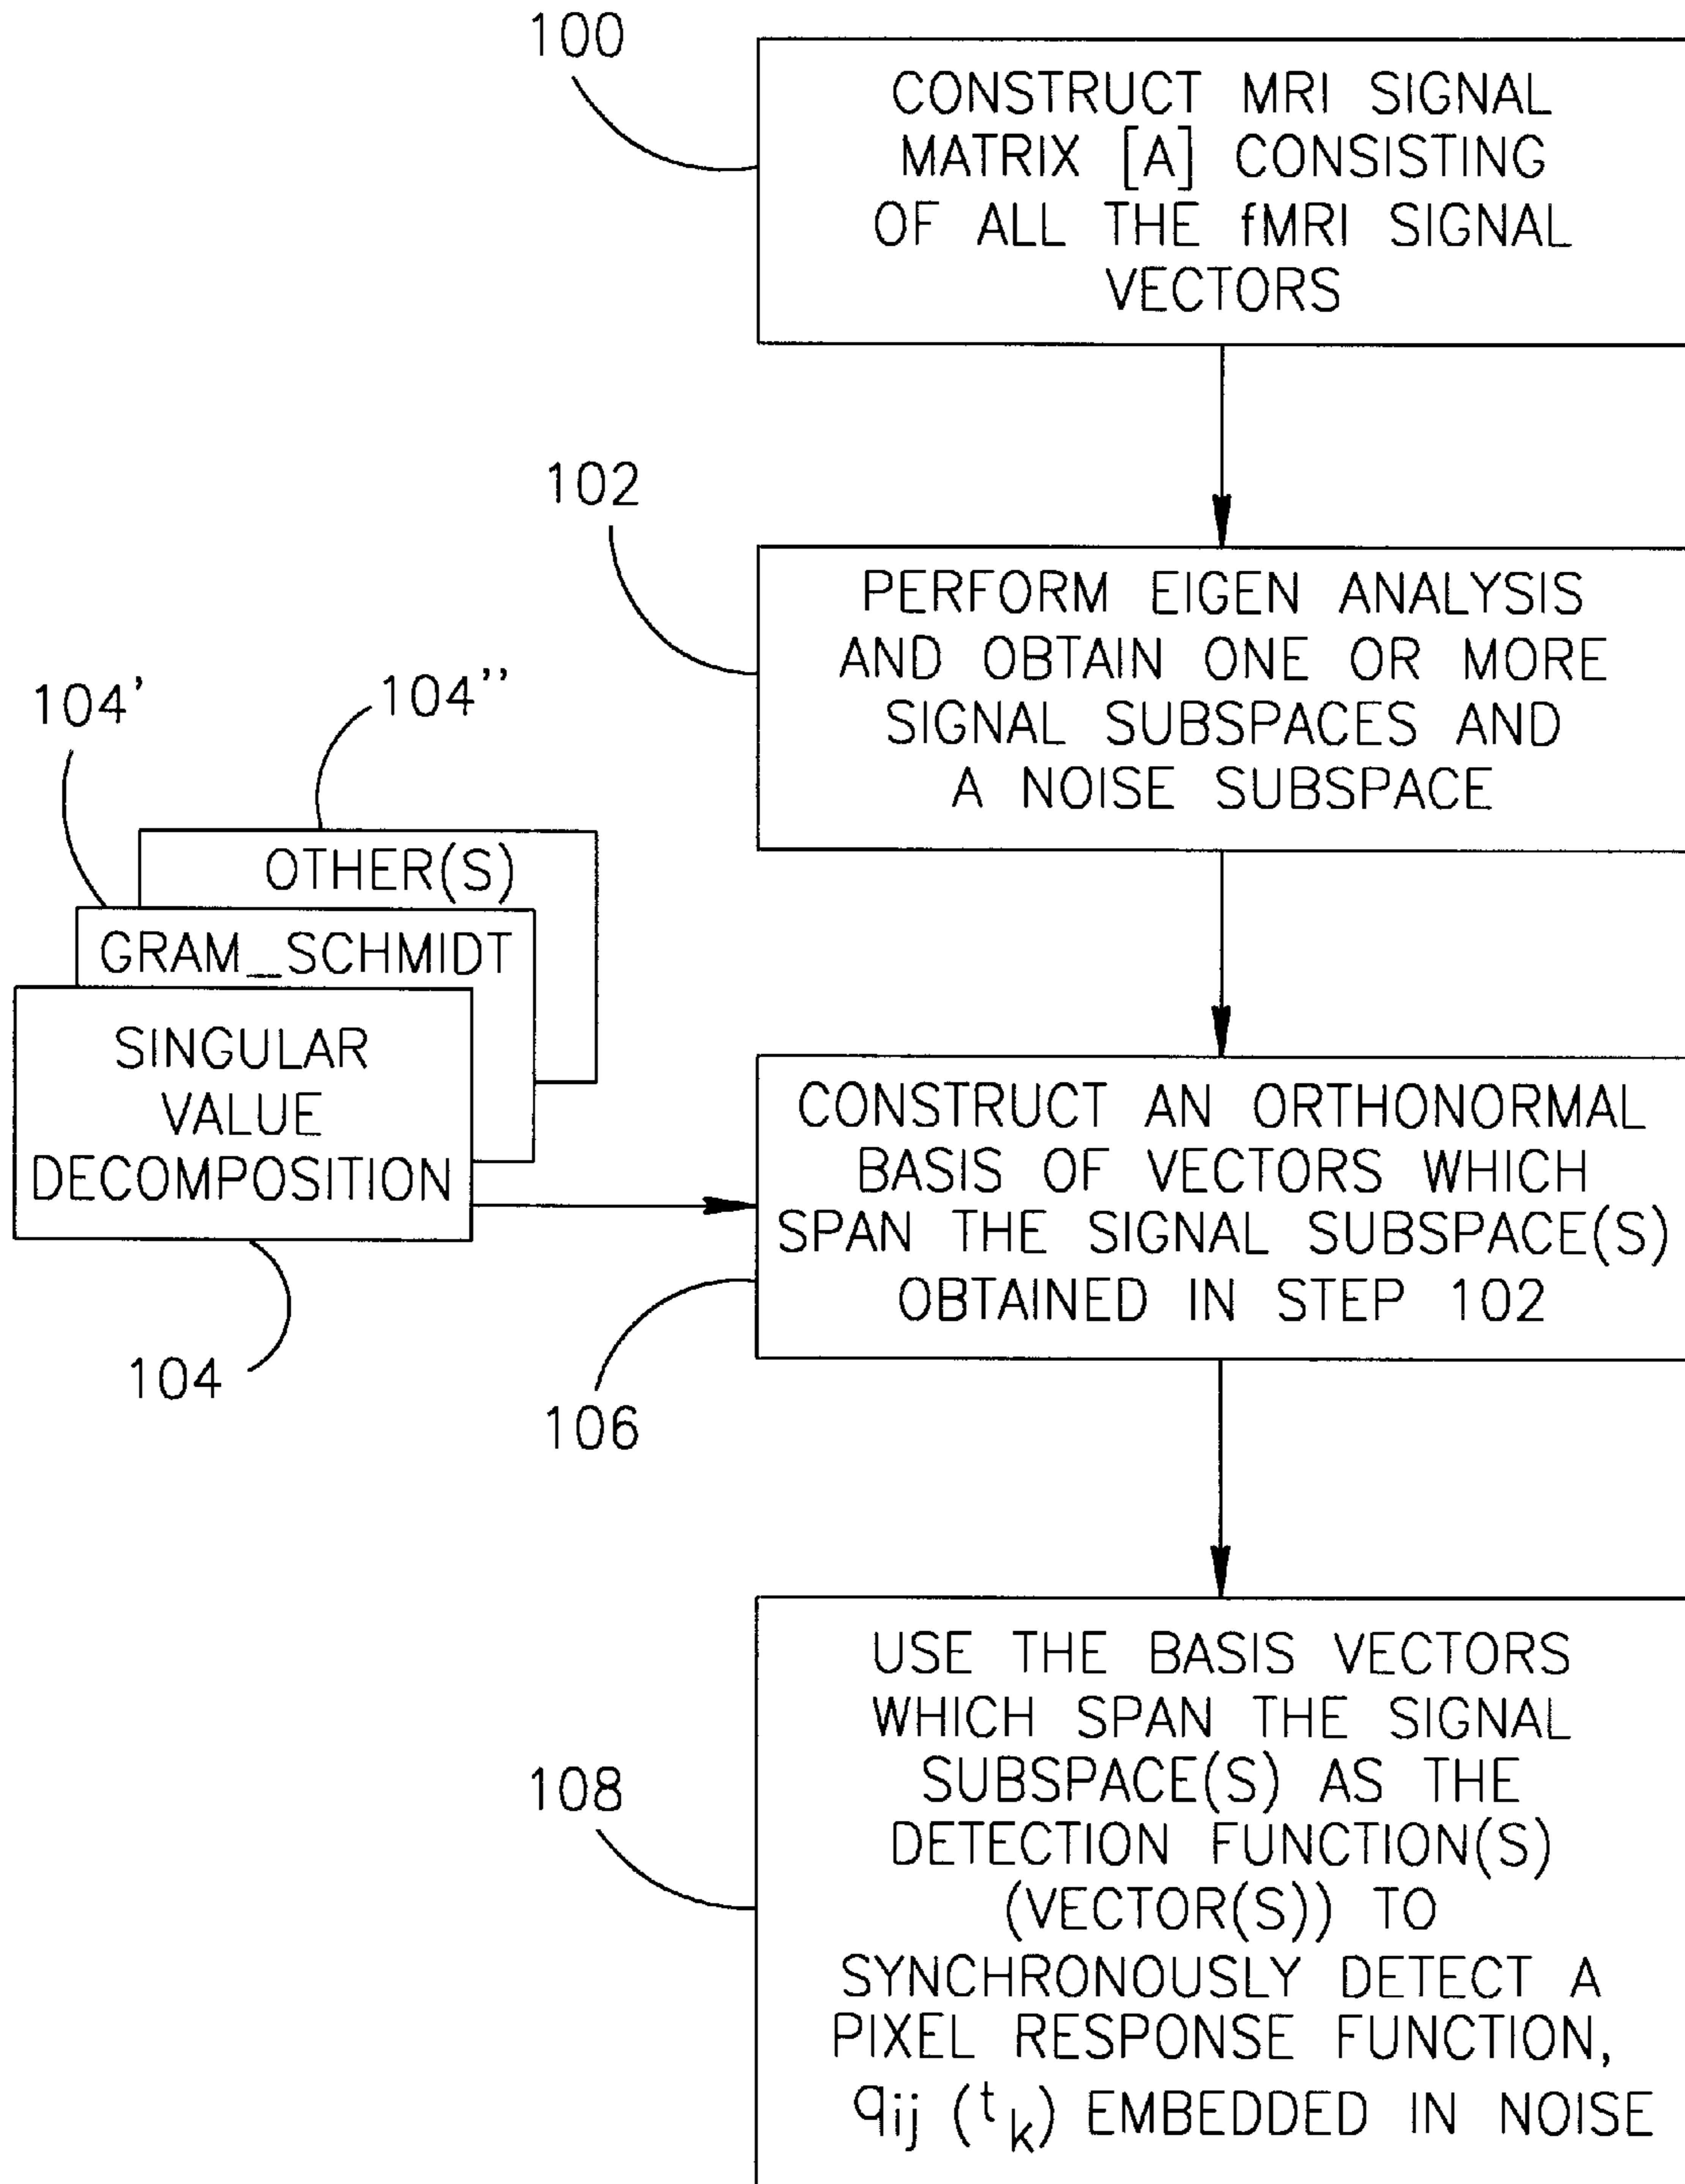 100
CONSTRUCT MRI SIGNAL
MATRIX [A] CONSISTING
OF ALL THE fMRI SIGNAL
VECTORS
102
PERFORM EIGEN ANALYSIS
AND OBTAIN ONE OR MORE
SIGNAL SUBSPACES AND
A NOISE SUBSPACE
104'
104''
OTHER(S)
GRAM_SCHMIDT
SINGULAR
VALUE
DECOMPOSITION
104
CONSTRUCT AN ORTHONORMAL
BASIS OF VECTORS WHICH
SPAN THE SIGNAL SUBSPACE(S)
OBTAINED IN STEP 102
106
108
USE THE BASIS VECTORS
WHICH SPAN THE SIGNAL
SUBSPACE(S) AS THE
DETECTION FUNCTION(S)
(VECTOR(S)) TO
SYNCHRONOUSLY DETECT A
PIXEL RESPONSE FUNCTION,
qij (tk) EMBEDDED IN NOISE